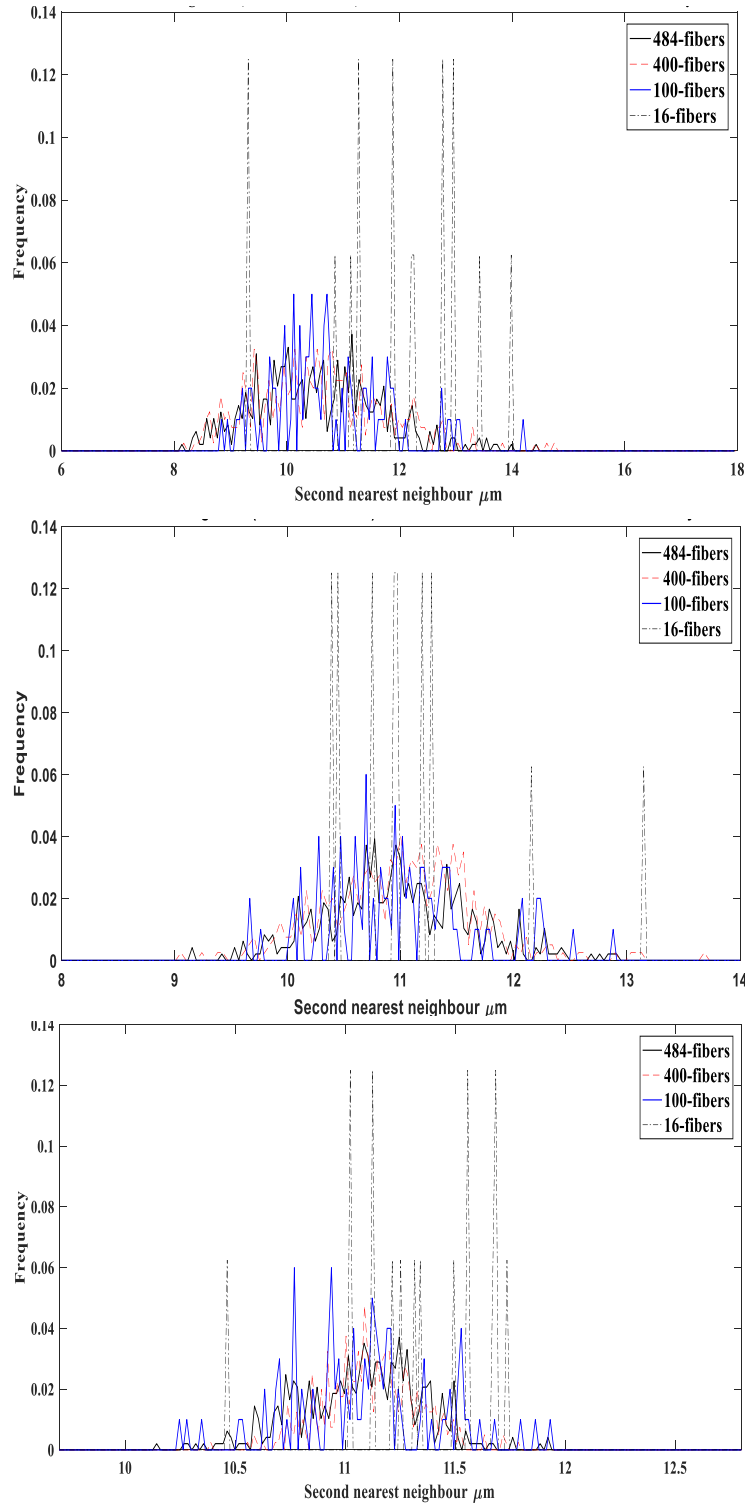 0.14
0.12
0.1
0.08
0.06
0.04
0.02
0
Frequency
484-fibers
400-fibers
100-fibers
16-fibers
6 8 10 12 14 16 18
Second nearest neighbour μm
0.14
0.12
0.1
0.08
0.06
0.04
0.02
0
Frequency
484-fibers
400-fibers
100-fibers
16-fibers
8 9 10 11 12 13 14
Second nearest neighbour μm
0.14
0.12
0.1
0.08
0.06
0.04
0.02
0
Frequency
484-fibers
400-fibers
100-fibers
16-fibers
10 10.5 11 11.5 12 12.5
Second nearest neighbour μm